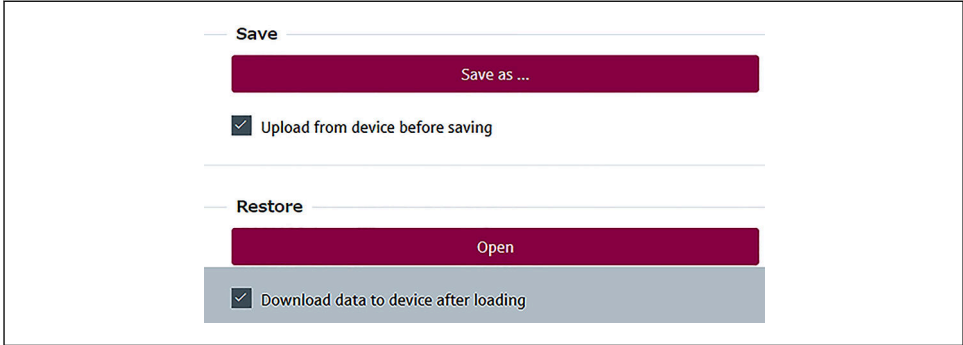 Save
Save as ...
Upload from device before saving
Restore
Open
Download data to device after loading